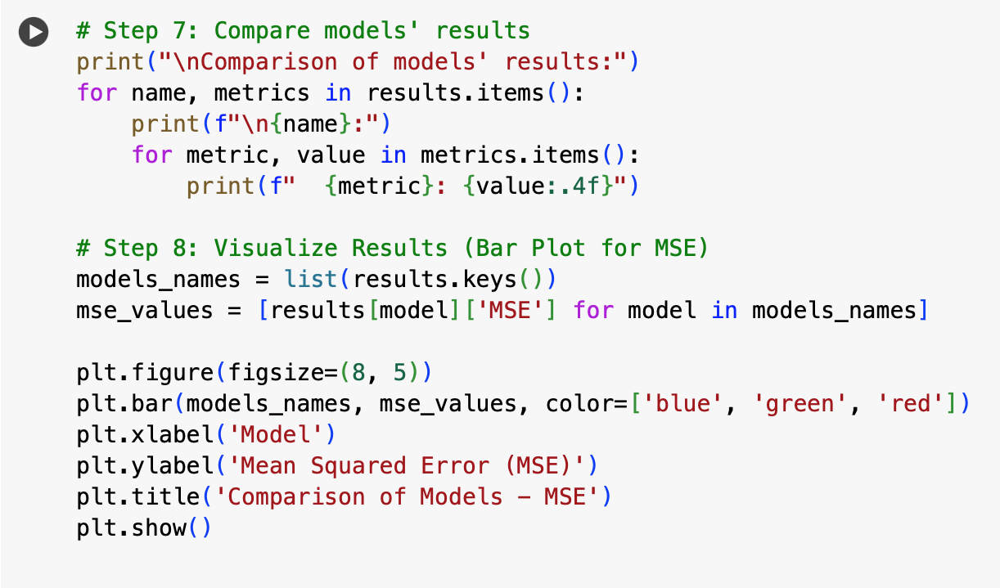 # Step 7: Compare models' results
print("\nComparison of models' results:")
for name, metrics in results.items():
    print(f"\n{name}:")
    for metric, value in metrics.items():
        print(f"  {metric}: {value:.4f}")

# Step 8: Visualize Results (Bar Plot for MSE)
models_names = list(results.keys())
mse_values = [results[model]['MSE'] for model in models_names]

plt.figure(figsize=(8, 5))
plt.bar(models_names, mse_values, color=['blue', 'green', 'red'])
plt.xlabel('Model')
plt.ylabel('Mean Squared Error (MSE)')
plt.title('Comparison of Models - MSE')
plt.show()